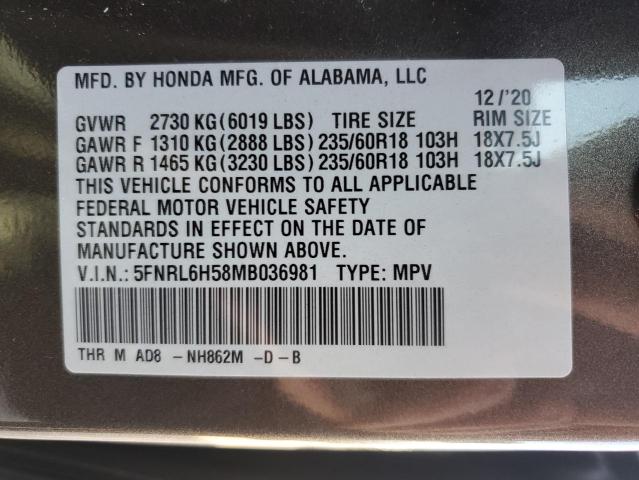 MFD. BY HONDA MFG. OF ALABAMA, LLC
12/'20
GVWR 2730 KG(6019 LBS) TIRE SIZE RIM SIZE
GAWR F 1310 KG(2888 LBS)235/60R18 103H 18X7.5J
GAWR R 1465 KG(3230 LBS)235/60R18 103H 18X7.5J
THIS VEHICLE CONFORMS TO ALL APPLICABLE
FEDERAL MOTOR VEHICLE SAFETY
STANDARDS IN EFFECT ON THE DATE OF
MANUFACTURE SHOWN ABOVE.
V.I.N.: 5FNRL6H58MB036981 TYPE: MPV
THR M AD8 -NH862M -D-B